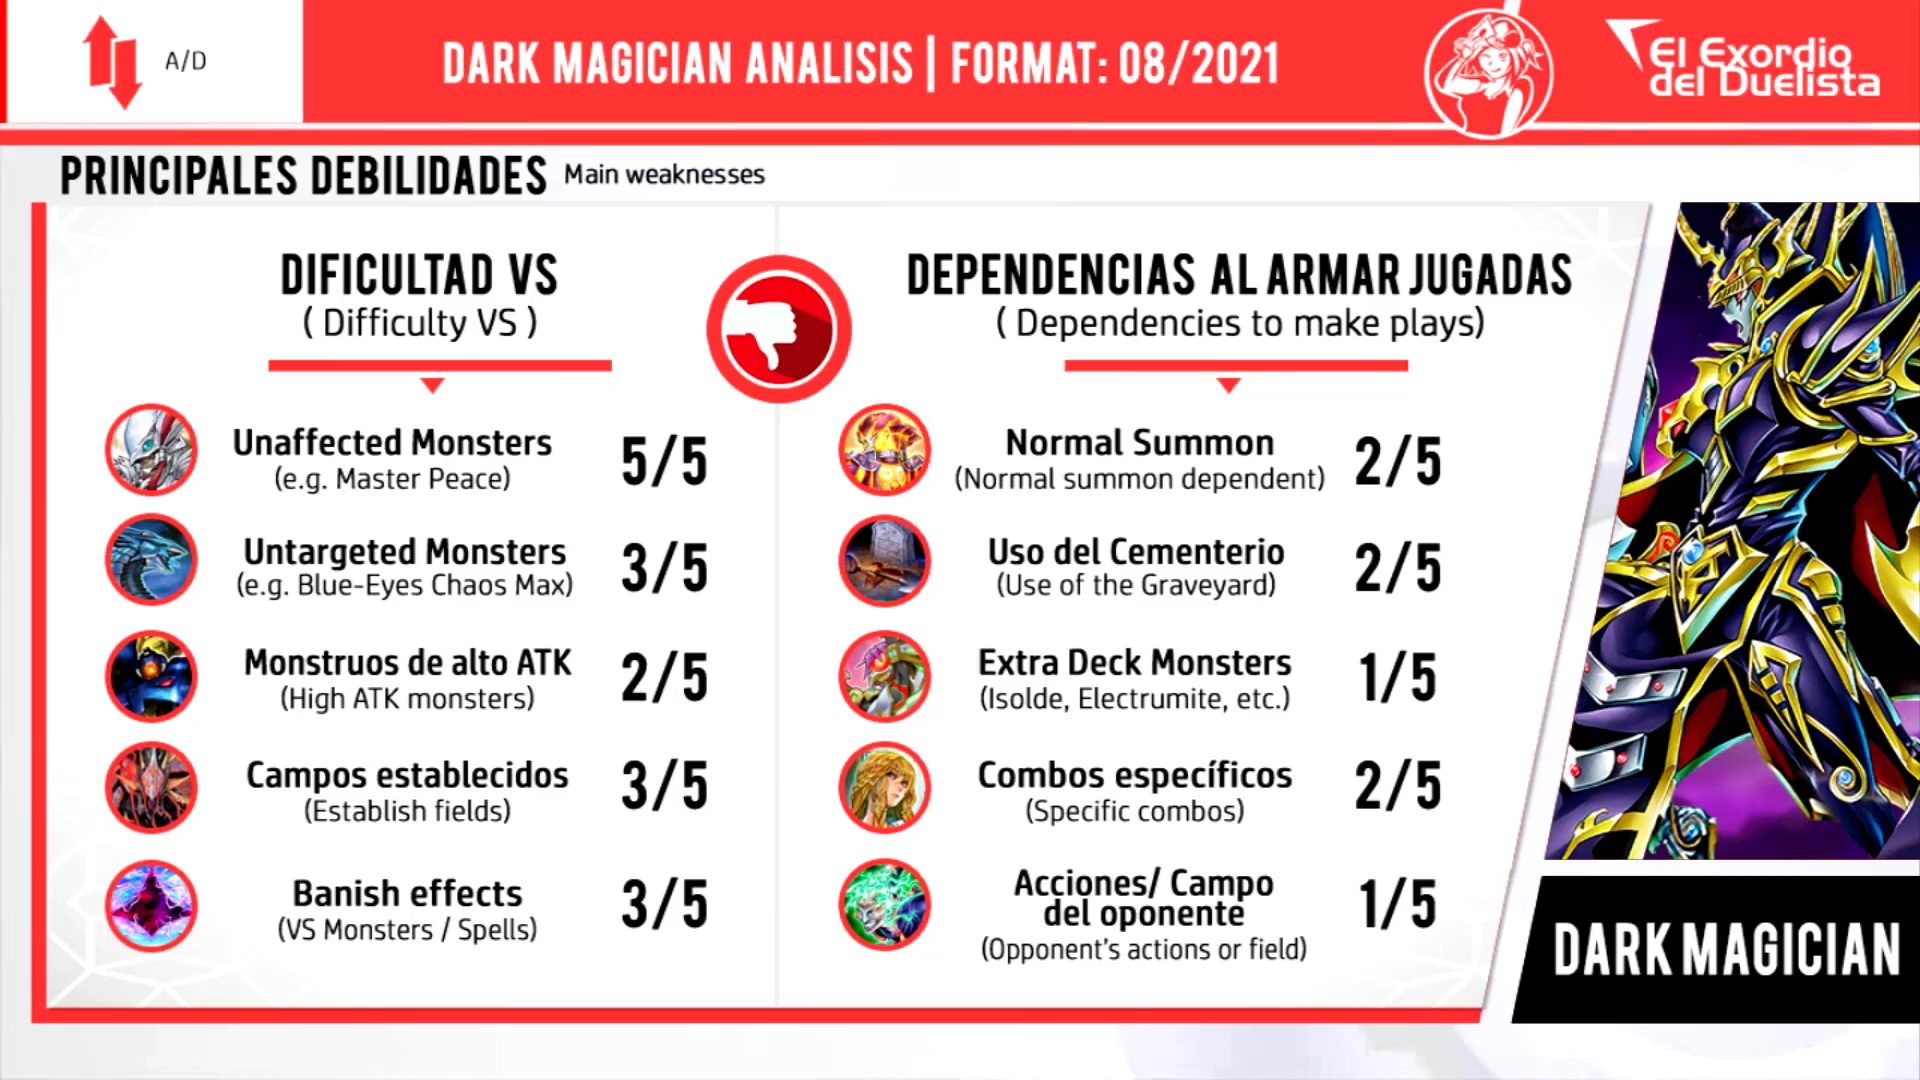 A/D
DARK MAGICIAN ANALISIS | FORMAT: 08/2021
El Exordio
del Duelista
PRINCIPALES DEBILIDADES Main weaknesses
DIFICULTAD VS
( Difficulty VS )
Unaffected Monsters
(e.g. Master Peace)
5/5
Untargeted Monsters
(e.g. Blue-Eyes Chaos Max)
3/5
Monstruos de alto ATK
(High ATK monsters)
2/5
Campos establecidos
(Establish fields)
3/5
Banish effects
(VS Monsters / Spells)
3/5
DEPENDENCIAS AL ARMAR JUGADAS
( Dependencies to make plays)
Normal Summon
(Normal summon dependent)
2/5
Uso del Cementerio
(Use of the Graveyard)
2/5
Extra Deck Monsters
(Isolde, Electrumite, etc.)
1/5
Combos específicos
(Specific combos)
2/5
Acciones/ Campo
del oponente
(Opponent's actions or field)
1/5
DARK MAGICIAN